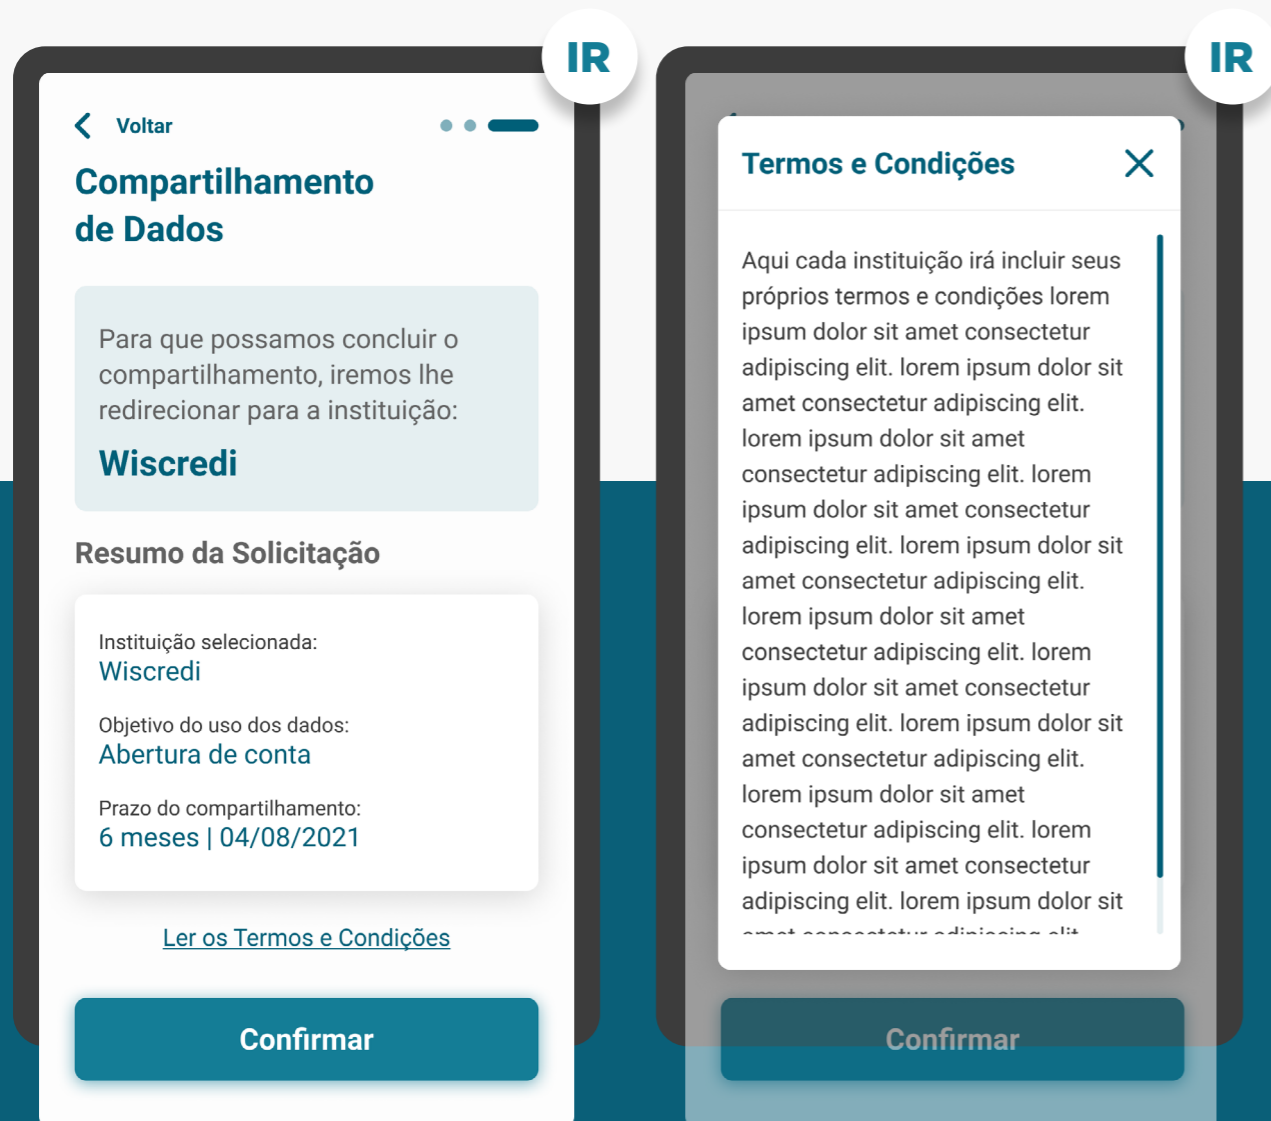 IR
Voltar
Compartilhamento
de Dados
Para que possamos concluir o
compartilhamento, iremos lhe
redirecionar para a instituição:
Wiscredi
Resumo da Solicitação
Instituição selecionada:
Wiscredi
Objetivo do uso dos dados:
Abertura de conta
Prazo do compartilhamento:
6 meses | 04/08/2021
Ler os Termos e Condições
Confirmar
IR
Termos e Condições
Aqui cada instituição irá incluir seus
próprios termos e condições lorem
ipsum dolor sit amet consectetur
adipiscing elit. lorem ipsum dolor sit
amet consectetur adipiscing elit.
lorem ipsum dolor sit amet
consectetur adipiscing elit. lorem
ipsum dolor sit amet consectetur
adipiscing elit. lorem ipsum dolor sit
amet consectetur adipiscing elit.
lorem ipsum dolor sit amet
consectetur adipiscing elit. lorem
ipsum dolor sit amet consectetur
adipiscing elit. lorem ipsum dolor sit
amet consectetur adipiscing elit.
lorem ipsum dolor sit amet
consectetur adipiscing elit. lorem
ipsum dolor sit amet consectetur
adipiscing elit. lorem ipsum dolor sit
amet consectetur adipiscing elit.
Confirmar